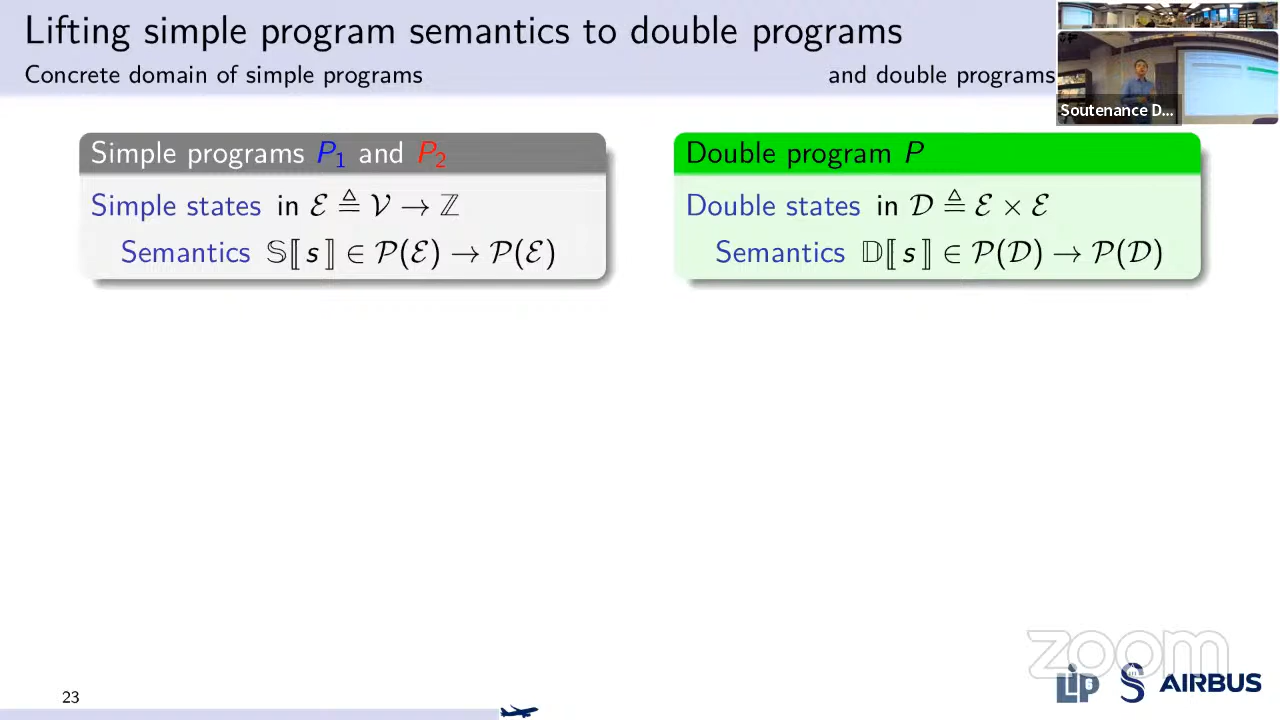 Lifting simple program semantics to double programs
Concrete domain of simple programs and double programs
Soutenance D...
Simple programs P₁ and P₂
Simple states in ℰ ≜ 𝒱 → ℤ
Semantics 𝕊⟦ s ⟧ ∈ 𝒫(ℰ) → 𝒫(ℰ)
Double program P
Double states in 𝒟 ≜ ℰ × ℰ
Semantics 𝔻⟦ s ⟧ ∈ 𝒫(𝒟) → 𝒫(𝒟)
zoom
LIP6
S AIRBUS
23